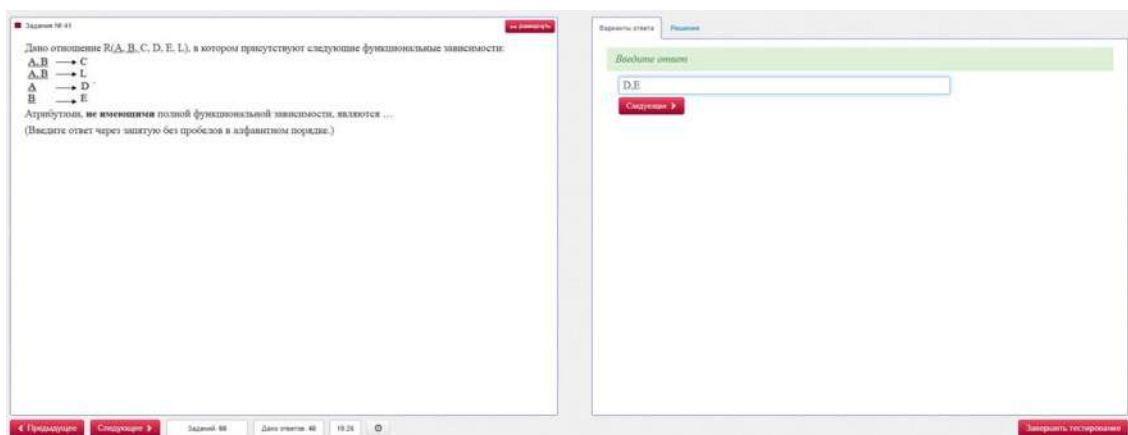 Задание № 41
развернуть
Дано отношение R(A, B, C, D, E, L), в котором присутствуют следующие функциональные зависимости:
A, B → C
A, B → L
A → D
B → E
Атрибутами, не имеющими полной функциональной зависимости, являются …
(Введите ответ через запятую без пробелов в алфавитном порядке.)
Варианты ответа
Решение
Введите ответ
D,E
Следующее
Предыдущее
Следующее
Заданий
Дано ответов 40
Завершить тестирование